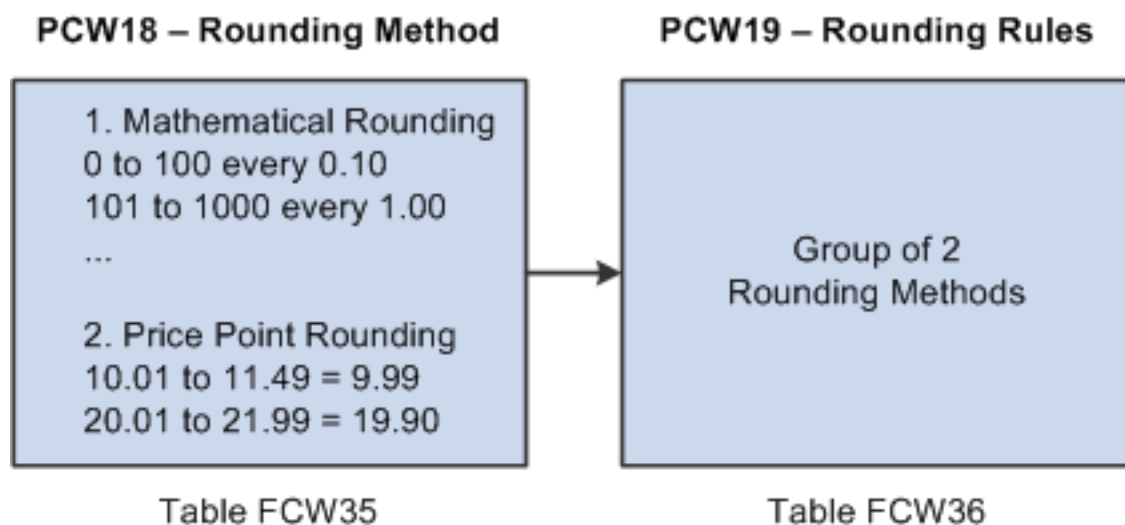 PCW18 – Rounding Method
1. Mathematical Rounding
0 to 100 every 0.10
101 to 1000 every 1.00
...
2. Price Point Rounding
10.01 to 11.49 = 9.99
20.01 to 21.99 = 19.90
Table FCW35
PCW19 – Rounding Rules
Group of 2
Rounding Methods
Table FCW36